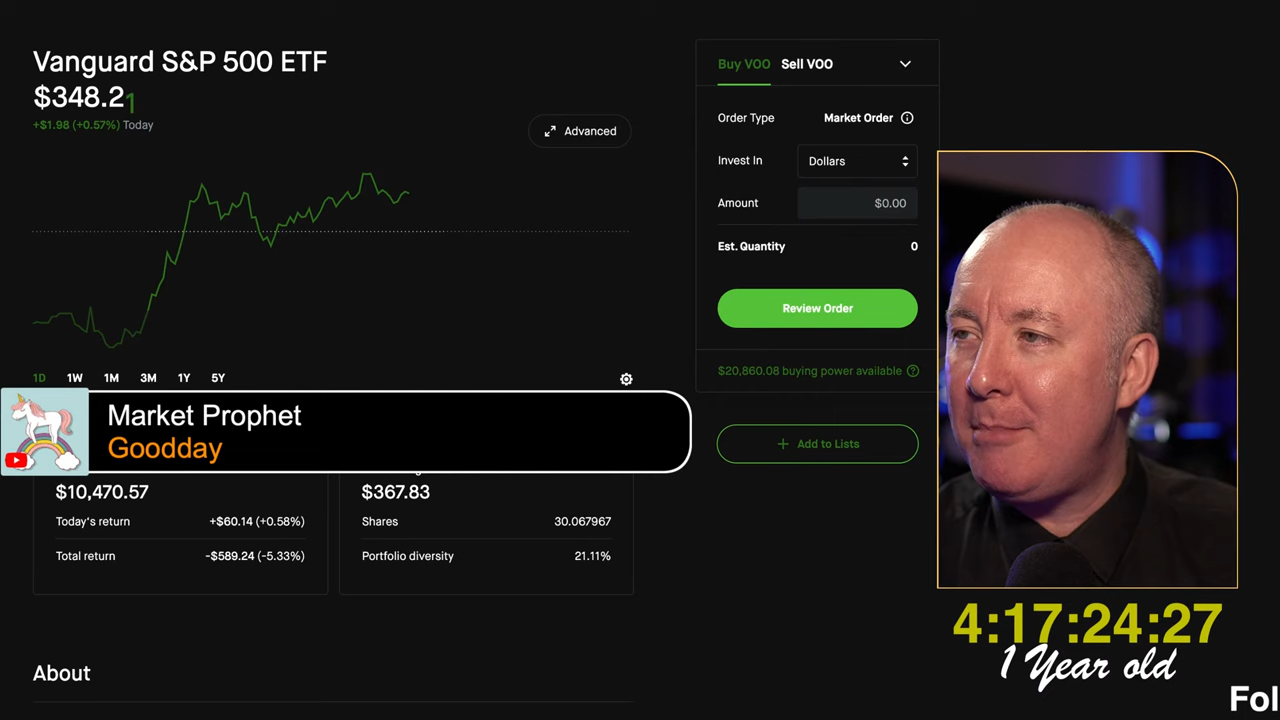 Vanguard S&P 500 ETF
$348.21
+$1.98 (+0.57%) Today
Advanced
1D 1W 1M 3M 1Y 5Y
Buy VOO Sell VOO
Order Type Market Order
Invest In Dollars
Amount $0.00
Est. Quantity 0
Review Order
$20,860.08 buying power available
Add to Lists
Market Prophet
Goodday
$10,470.57
Today's return +$60.14 (+0.58%)
Total return -$589.24 (-5.33%)
$367.83
Shares 30.067967
Portfolio diversity 21.11%
About
4:17:24:27
1 Year old
Fol